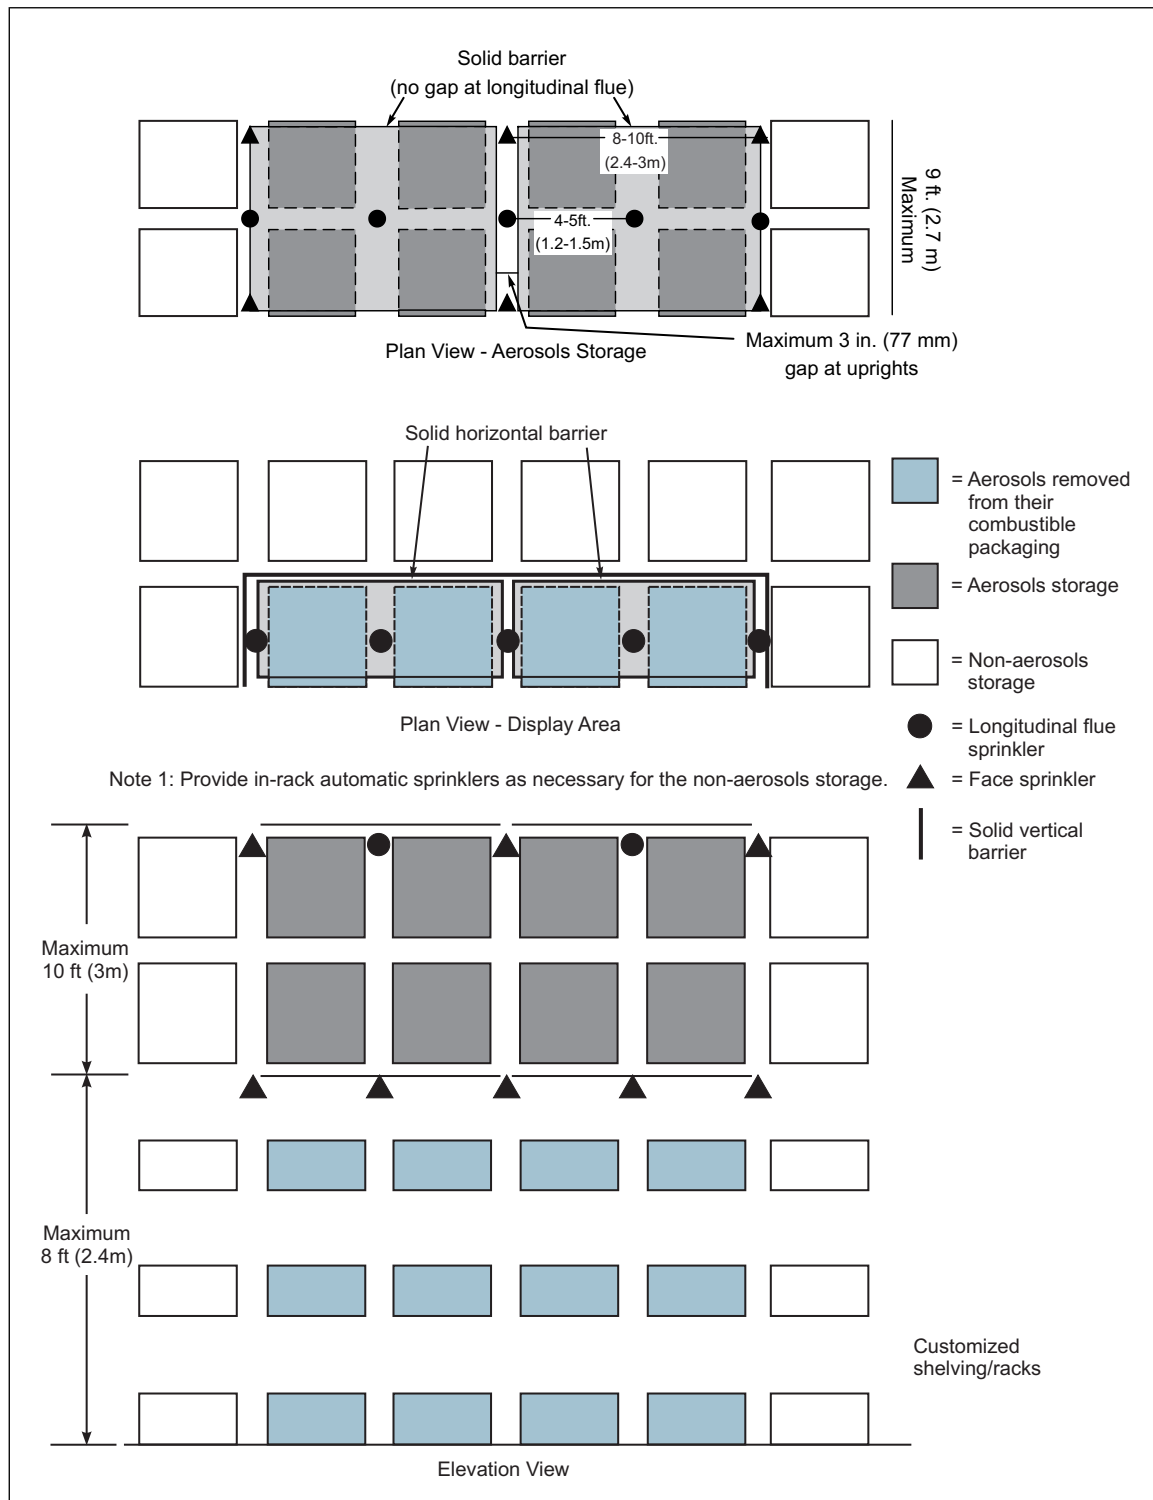 Solid barrier
(no gap at longitudinal flue)
8-10ft.
(2.4-3m)
4-5ft.
(1.2-1.5m)
9 ft. (2.7 m)
Maximum
Plan View - Aerosols Storage
Maximum 3 in. (77 mm)
gap at uprights
Solid horizontal barrier
= Aerosols removed
from their
combustible
packaging
= Aerosols storage
= Non-aerosols
storage
Plan View - Display Area
= Longitudinal flue
sprinkler
Note 1: Provide in-rack automatic sprinklers as necessary for the non-aerosols storage.
= Face sprinkler
= Solid vertical
barrier
Maximum
10 ft (3m)
Maximum
8 ft (2.4m)
Customized
shelving/racks
Elevation View